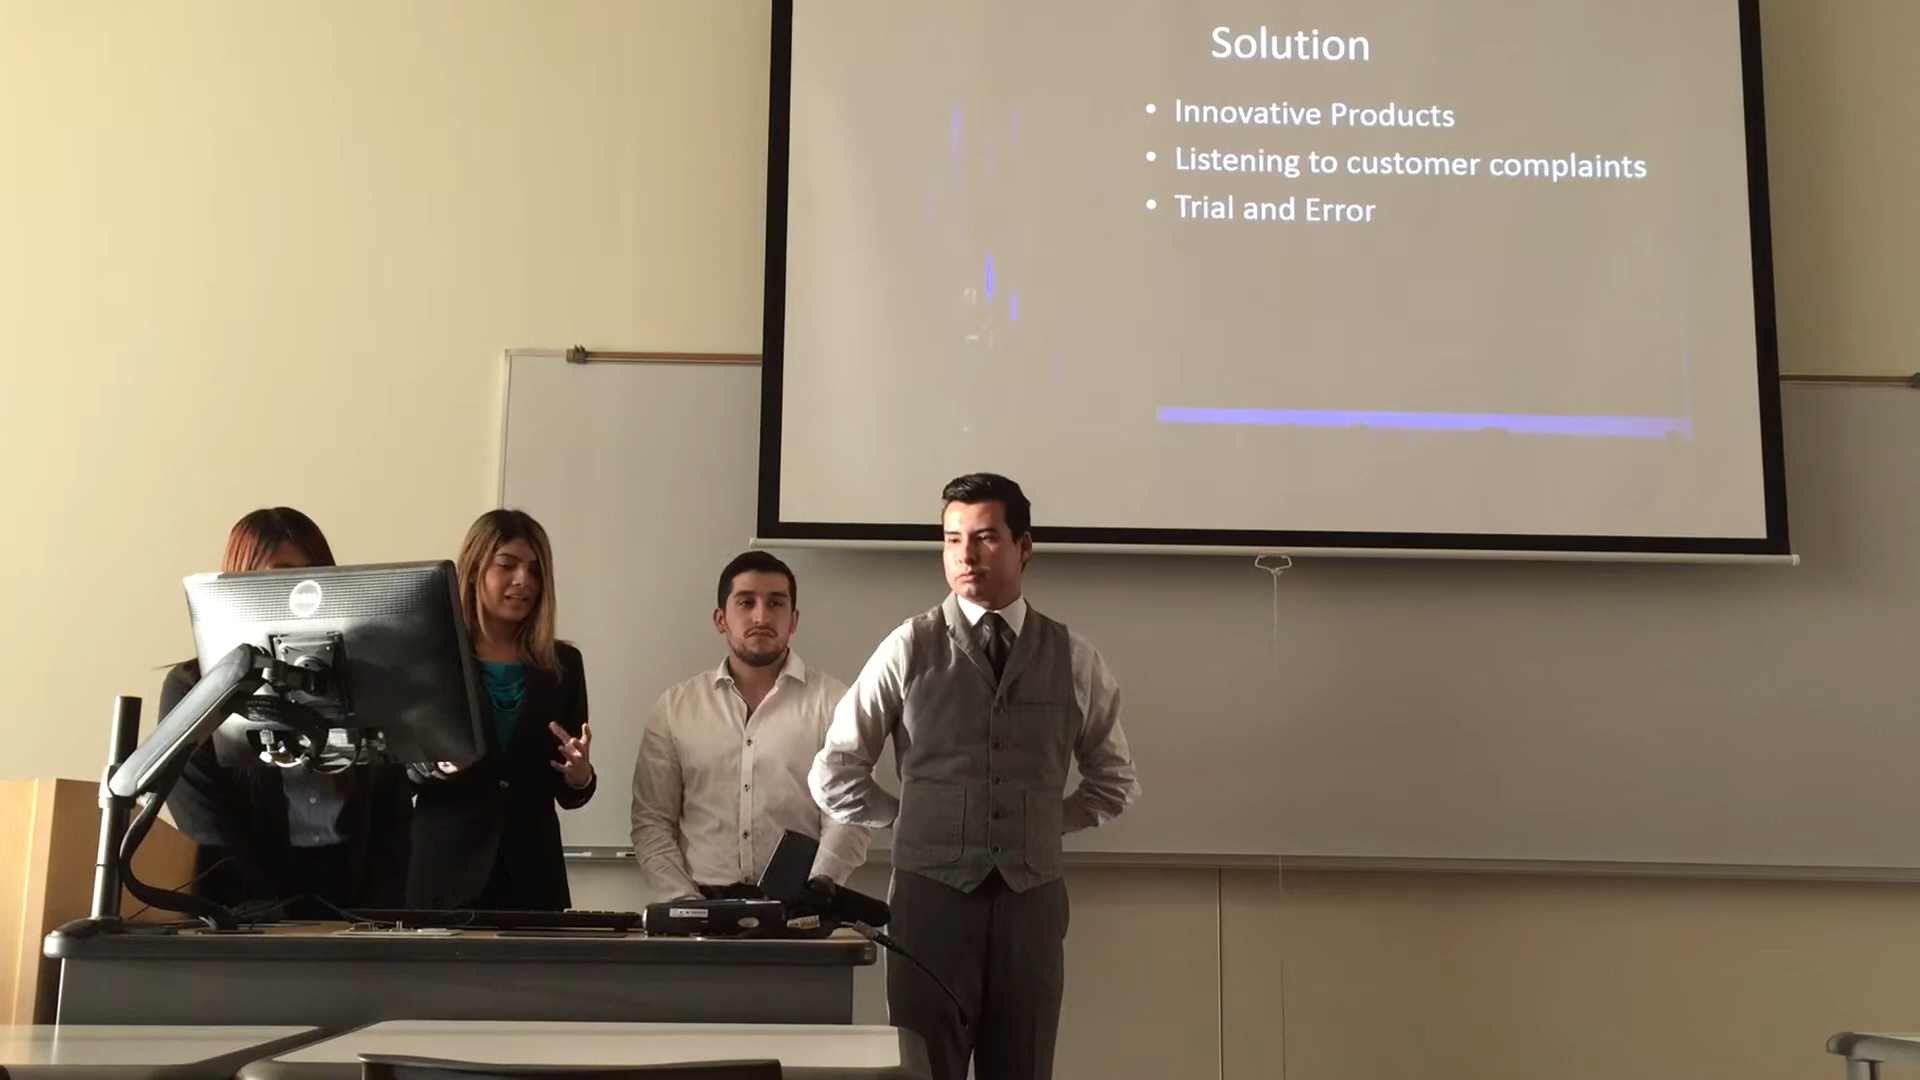 Solution
• Innovative Products
• Listening to customer complaints
• Trial and Error